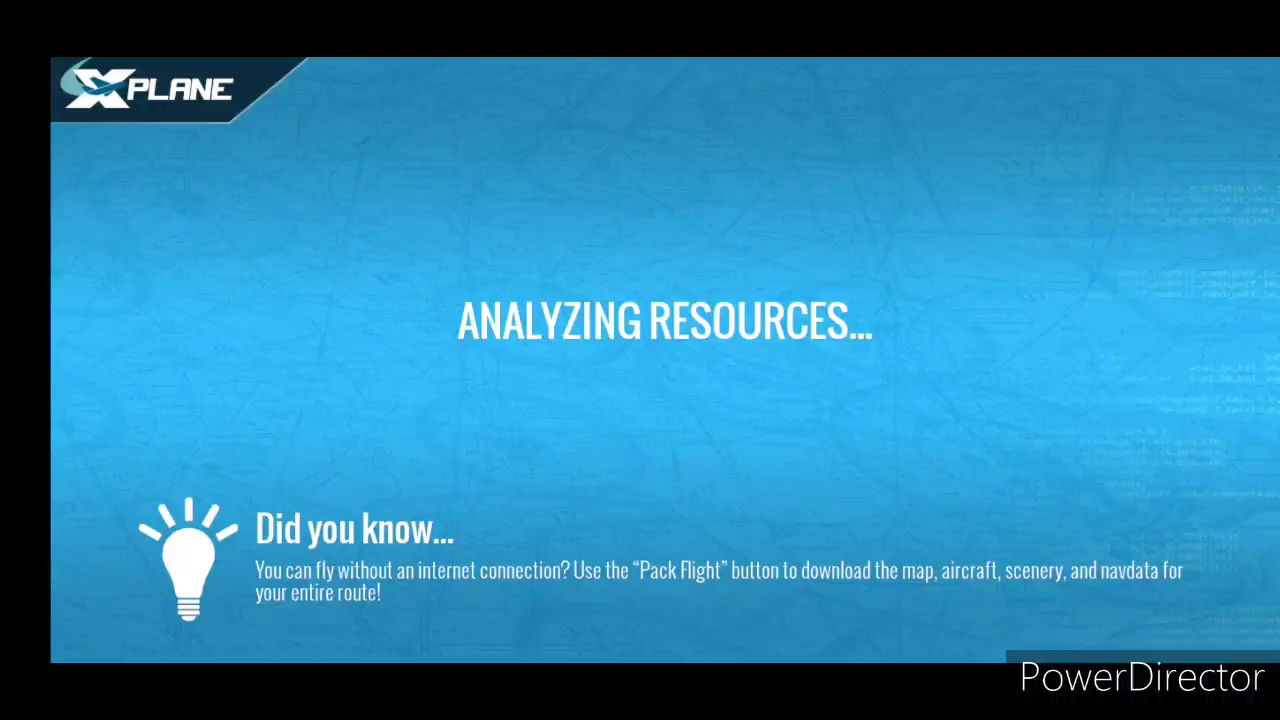 XPLANE
ANALYZING RESOURCES...
Did you know...
You can fly without an internet connection? Use the “Pack Flight” button to download the map, aircraft, scenery, and navdata for
your entire route!
PowerDirector